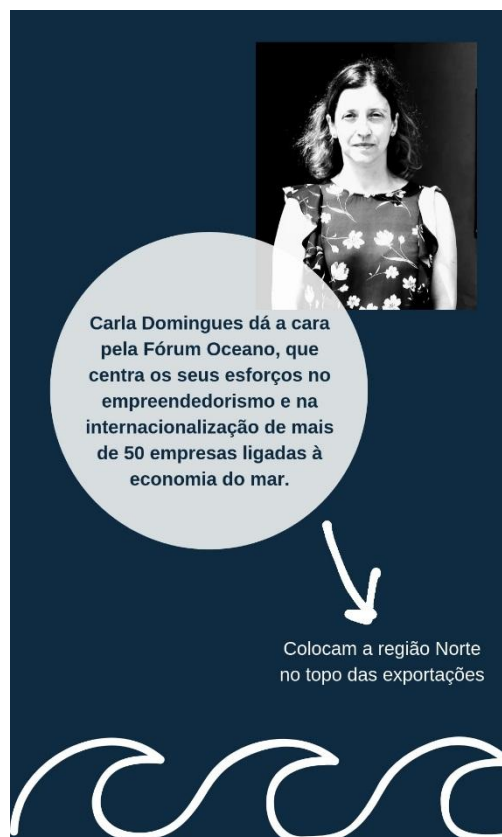 Carla Domingues dá a cara
pela Fórum Oceano, que
centra os seus esforços no
empreendedorismo e na
internacionalização de mais
de 50 empresas ligadas à
economia do mar.
Colocam a região Norte
no topo das exportações